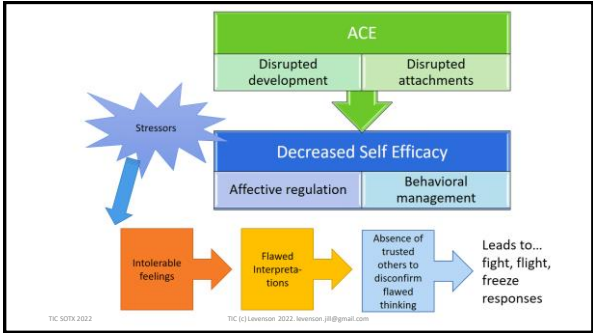 ACE
Disrupted
development
Disrupted
attachments
Stressors
Decreased Self Efficacy
Affective regulation
Behavioral
management
Intolerable
feelings
Flawed
Interpreta-
tions
Absence of
trusted
others to
disconfirm
flawed
thinking
Leads to...
fight, flight,
freeze
responses
TIC SOTX 2022
TIC (c) Levenson 2022. levenson.jill@gmail.com